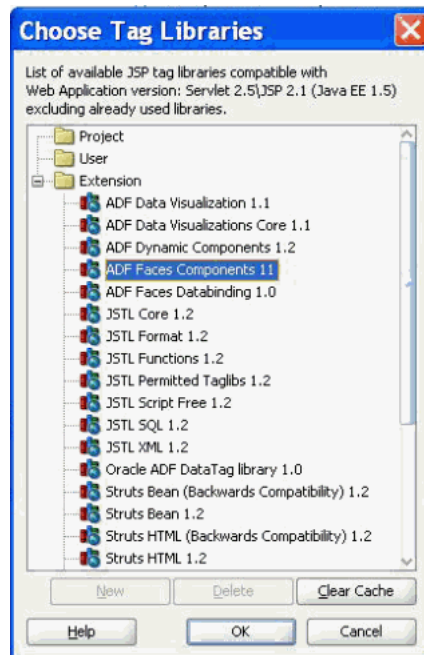 Choose Tag Libraries
List of available JSP tag libraries compatible with
Web Application version: Servlet 2.5\JSP 2.1 (Java EE 1.5)
excluding already used libraries.
Project
User
Extension
ADF Data Visualization 1.1
ADF Data Visualizations Core 1.1
ADF Dynamic Components 1.2
ADF Faces Components 11
ADF Faces Databinding 1.0
JSTL Core 1.2
JSTL Format 1.2
JSTL Functions 1.2
JSTL Permitted Taglibs 1.2
JSTL Script Free 1.2
JSTL SQL 1.2
JSTL XML 1.2
Oracle ADF DataTag library 1.0
Struts Bean (Backwards Compatibility) 1.2
Struts Bean 1.2
Struts HTML (Backwards Compatibility) 1.2
Struts HTML 1.2
New Delete Clear Cache
Help OK Cancel